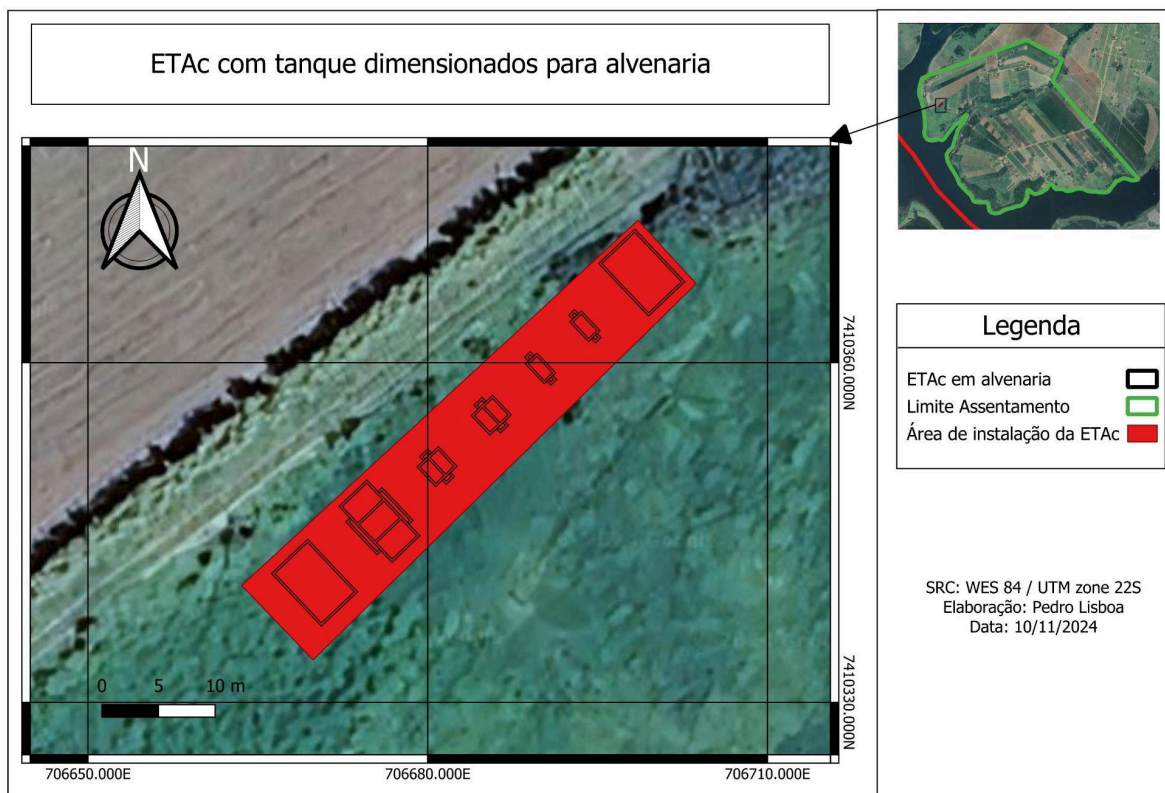 ETAc com tanque dimensionados para alvenaria
N
7410360.000N
7410330.000N
0 5 10 m
706650.000E 706680.000E 706710.000E
Legenda
ETAc em alvenaria
Limite Assentamento
Área de instalação da ETAc
SRC: WES 84 / UTM zone 22S
Elaboração: Pedro Lisboa
Data: 10/11/2024